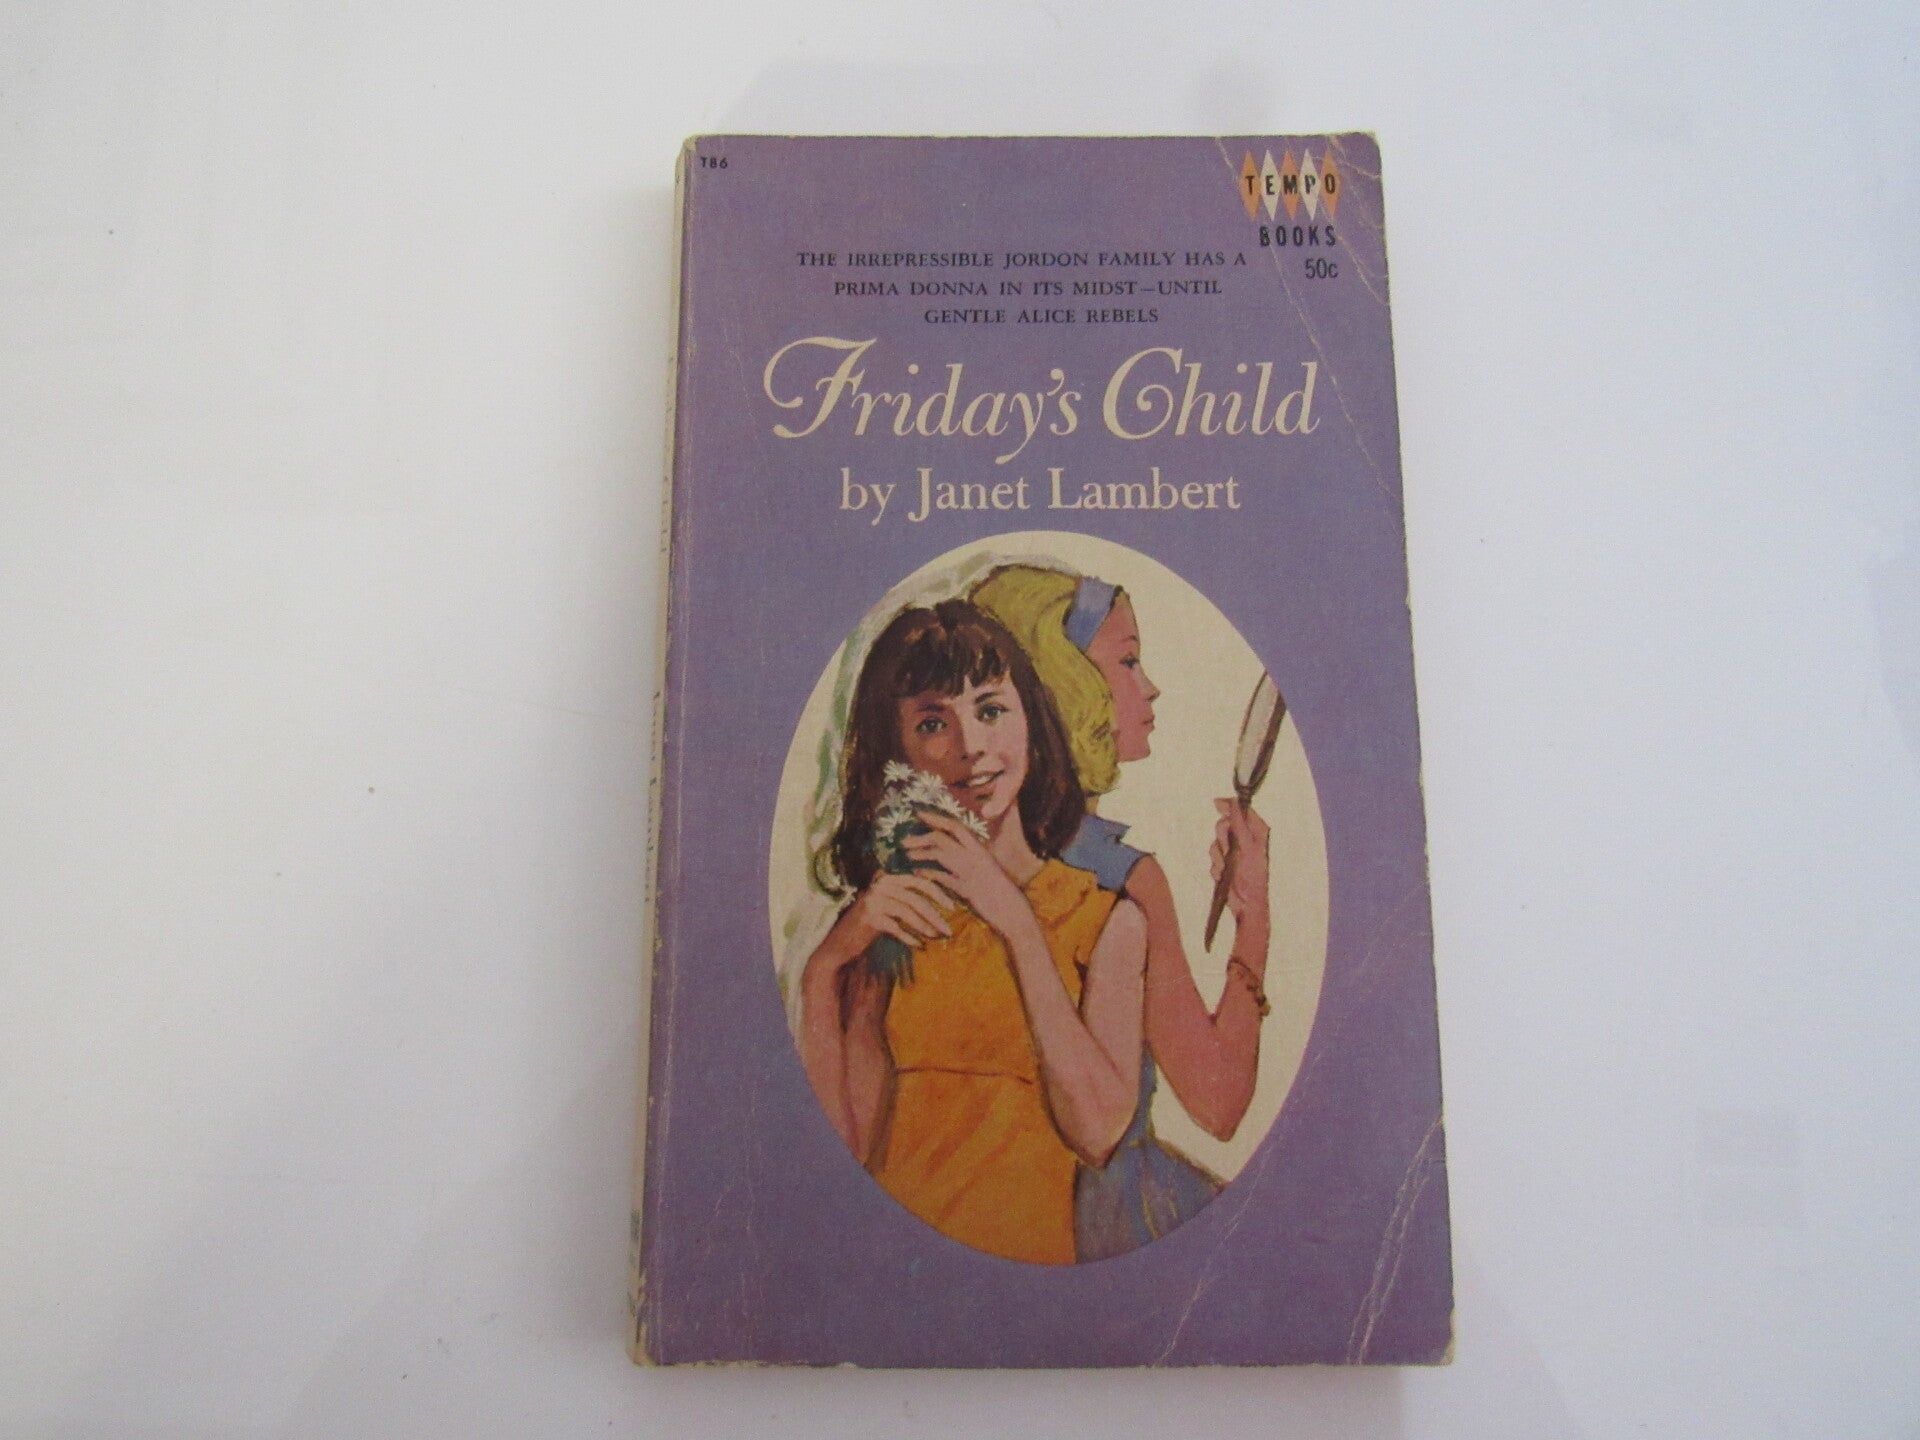 T86
TEMPO
BOOKS
50c
THE IRREPRESSIBLE JORDON FAMILY HAS A
PRIMA DONNA IN ITS MIDST—UNTIL
GENTLE ALICE REBELS
Friday's Child
by Janet Lambert